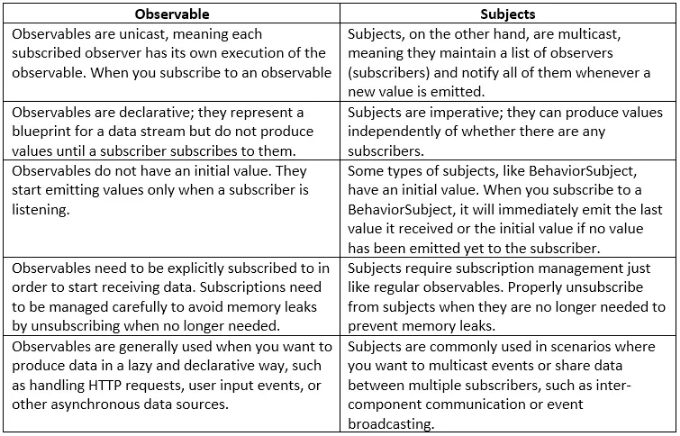 Observable
Subjects
Observables are unicast, meaning each
subscribed observer has its own execution of the
observable. When you subscribe to an observable
Subjects, on the other hand, are multicast,
meaning they maintain a list of observers
(subscribers) and notify all of them whenever a
new value is emitted.
Observables are declarative; they represent a
blueprint for a data stream but do not produce
values until a subscriber subscribes to them.
Subjects are imperative; they can produce values
independently of whether there are any
subscribers.
Observables do not have an initial value. They
start emitting values only when a subscriber is
listening.
Some types of subjects, like BehaviorSubject,
have an initial value. When you subscribe to a
BehaviorSubject, it will immediately emit the last
value it received or the initial value if no value
has been emitted yet to the subscriber.
Observables need to be explicitly subscribed to in
order to start receiving data. Subscriptions need
to be managed carefully to avoid memory leaks
by unsubscribing when no longer needed.
Subjects require subscription management just
like regular observables. Properly unsubscribe
from subjects when they are no longer needed to
prevent memory leaks.
Observables are generally used when you want to
produce data in a lazy and declarative way, such
as handling HTTP requests, user input events, or
other asynchronous data sources.
Subjects are commonly used in scenarios where
you want to multicast events or share data
between multiple subscribers, such as inter-
component communication or event
broadcasting.